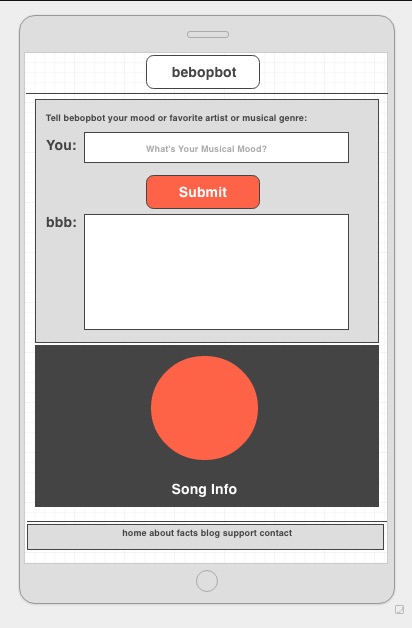 bebopbot
Tell bebopbot your mood or favorite artist or musical genre:
You:
What's Your Musical Mood?
Submit
bbb:
Song Info
home about facts blog support contact